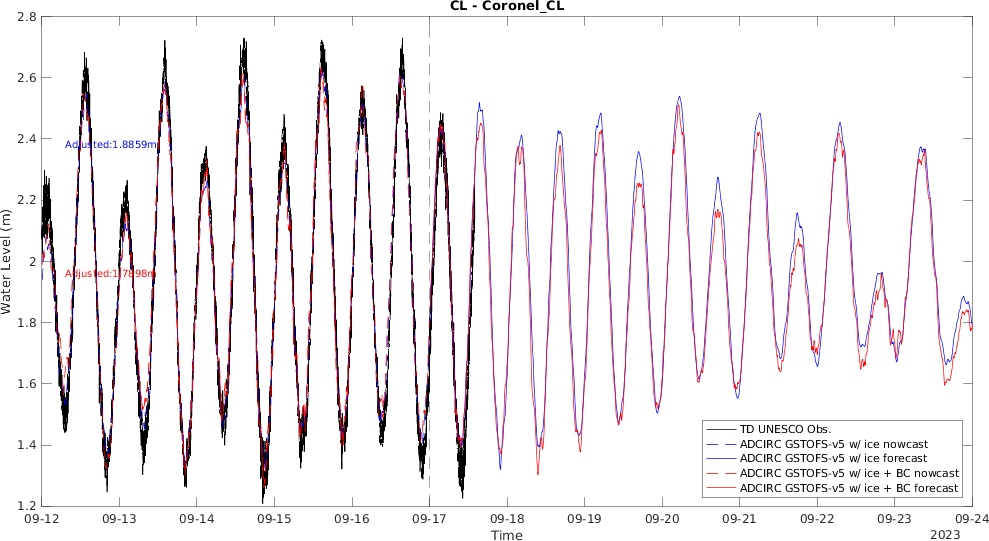 CL - Coronel_CL
2.8
2.6
2.4
2.2
2
1.8
1.6
1.4
1.2
Water Level (m)
Adjusted:1.8859m
Adjusted:1.7898m
TD UNESCO Obs.
ADCIRC GSTOFS-v5 w/ ice nowcast
ADCIRC GSTOFS-v5 w/ ice forecast
ADCIRC GSTOFS-v5 w/ ice + BC nowcast
ADCIRC GSTOFS-v5 w/ ice + BC forecast
09-12 09-13 09-14 09-15 09-16 09-17 09-18 09-19 09-20 09-21 09-22 09-23 09-24
Time
2023